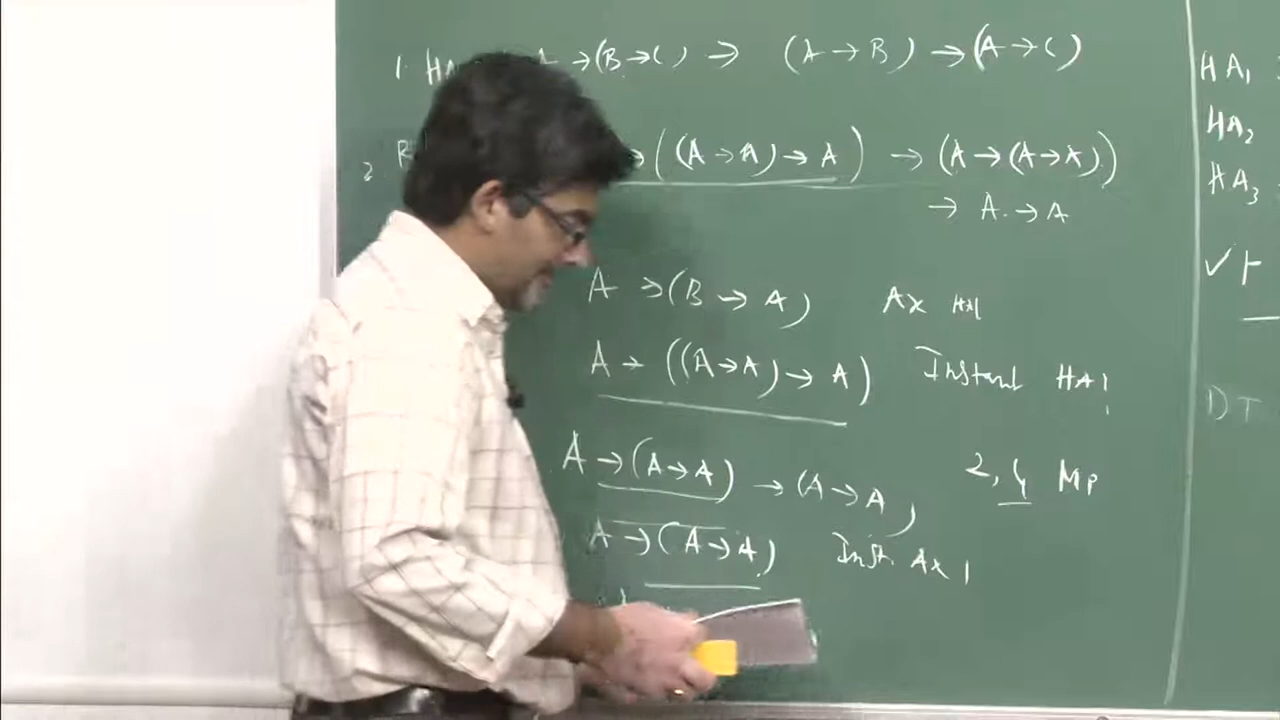 1. HA → (B → C) → (A → B) → (A → C)
2. R → ((A → A) → A) → (A → (A → A))
→ A → A
A → (B → A) Ax HA1
A → ((A → A) → A) Instant HA1
A → (A → A) → (A → A) 2, 4 MP
A → (A → A) Inst. Ax 1
HA1
HA2
HA3
✓ ⊢
DT